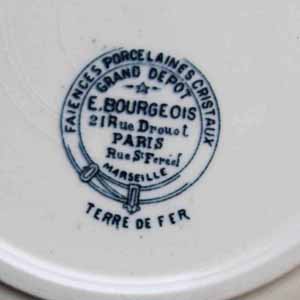 FAIENCES PORCELAINES CRISTAUX
GRAND DEPOT
E. BOURGEOIS
21 Rue Drouot
PARIS
Rue St Feréol
MARSEILLE
TERRE DE FER